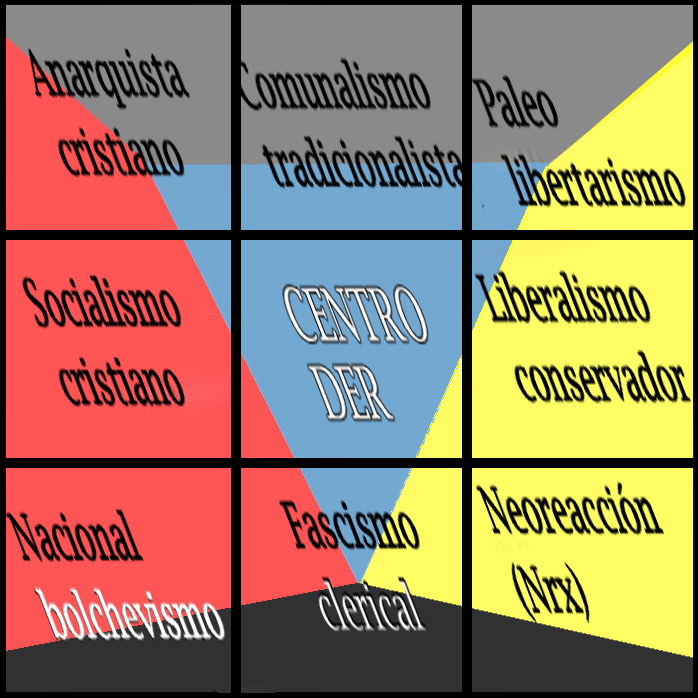 Anarquista
cristiano
Comunalismo
tradicionalista
Paleo
libertarismo
Socialismo
cristiano
CENTRO
DER
Liberalismo
conservador
Nacional
bolchevismo
Fascismo
clerical
Neoreacción
(Nrx)